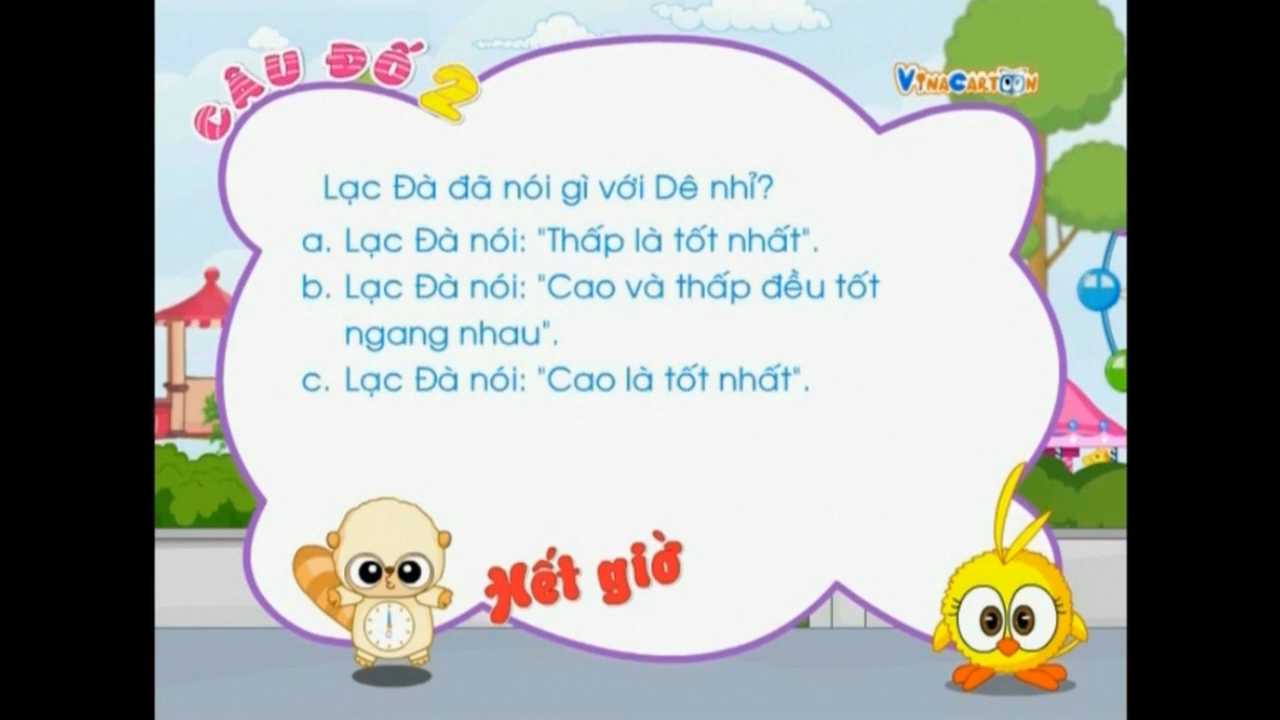 CÂU ĐỐ 2
VINACARTOON
Lạc Đà đã nói gì với Dê nhỉ?
a. Lạc Đà nói: "Thấp là tốt nhất".
b. Lạc Đà nói: "Cao và thấp đều tốt
ngang nhau".
c. Lạc Đà nói: "Cao là tốt nhất".
Hết giờ